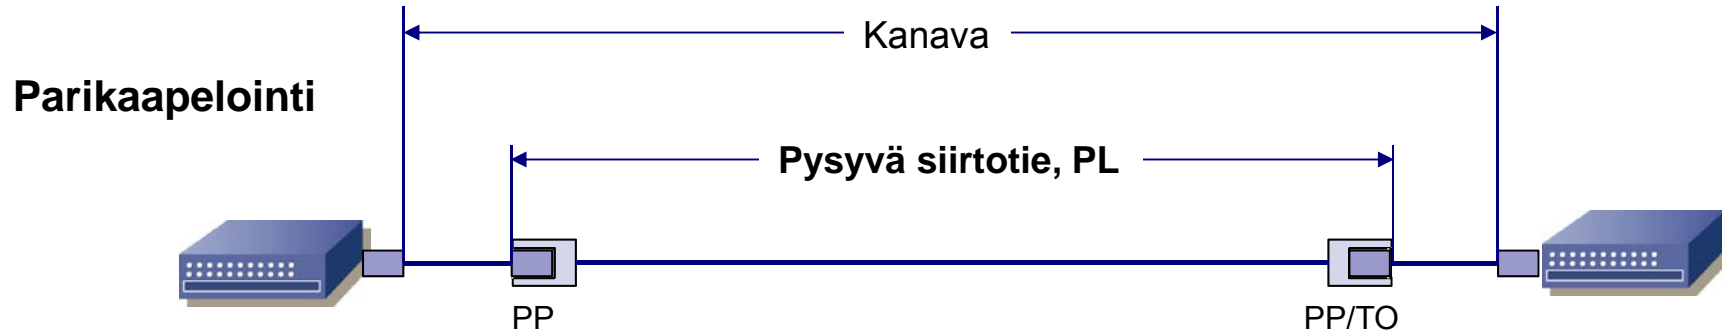 Kanava
Parikaapelointi
Pysyvä siirtotie, PL
PP
PP/TO